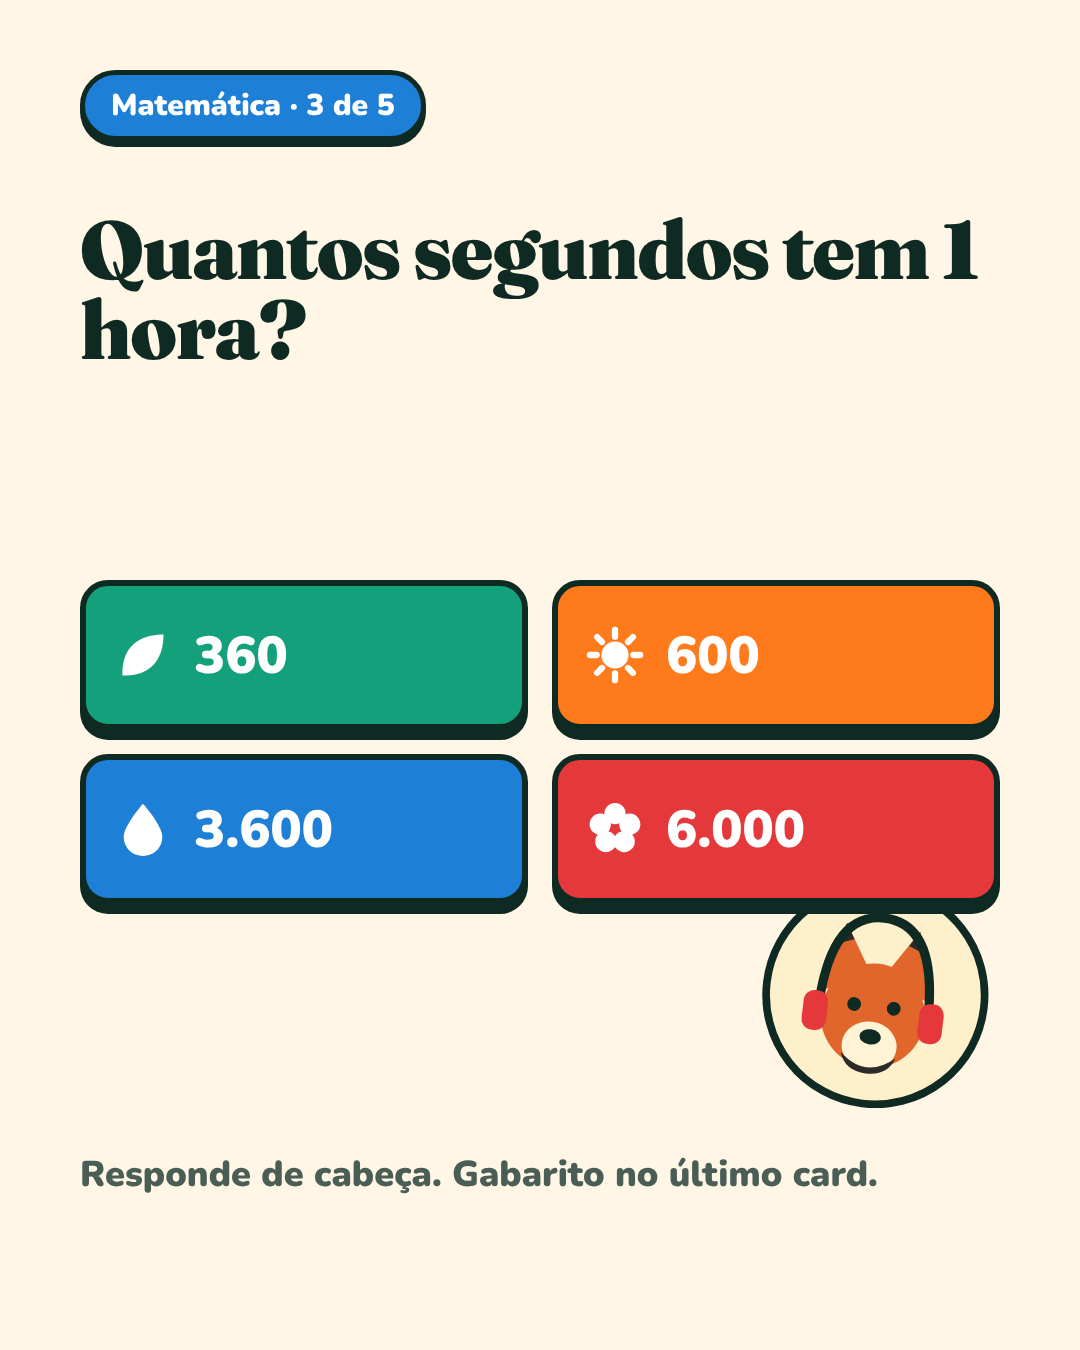 Matemática · 3 de 5
Quantos segundos tem 1
hora?
360
600
3.600
6.000
Responde de cabeça. Gabarito no último card.